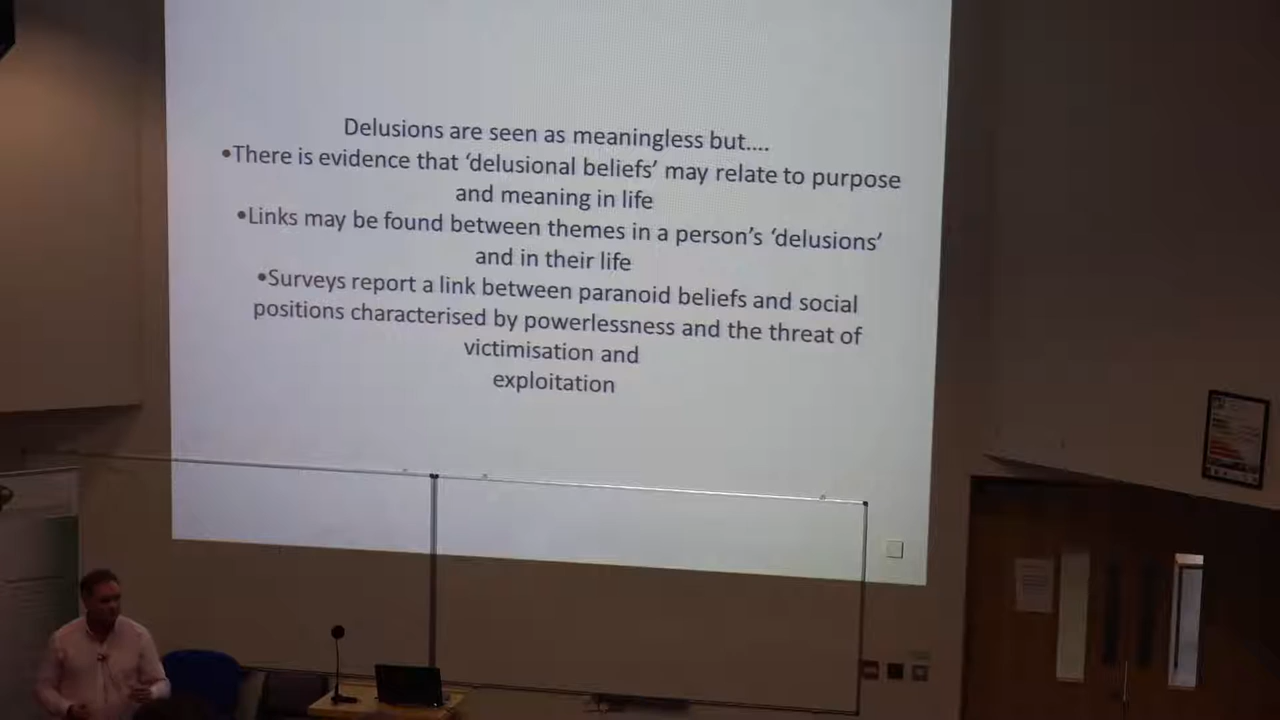 Delusions are seen as meaningless but....
•There is evidence that ‘delusional beliefs’ may relate to purpose
and meaning in life
•Links may be found between themes in a person’s ‘delusions’
and in their life
•Surveys report a link between paranoid beliefs and social
positions characterised by powerlessness and the threat of
victimisation and
exploitation